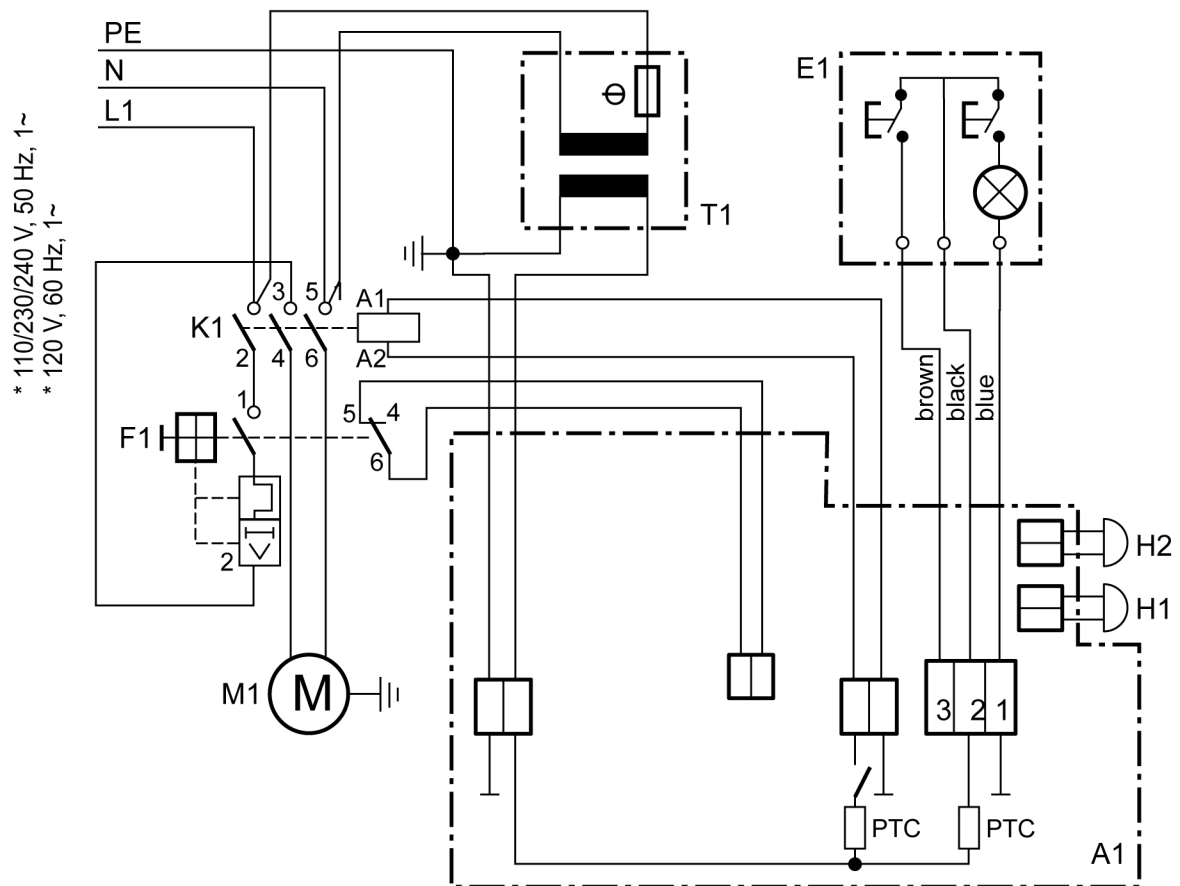 PE
N
L1
* 110/230/240 V, 50 Hz, 1~
* 120 V, 60 Hz, 1~
T1
E1
K1
3
5
1
2
4
6
A1
A2
F1
1
2
5
4
6
brown
black
blue
H2
H1
M1
M
3
2
1
PTC
PTC
A1